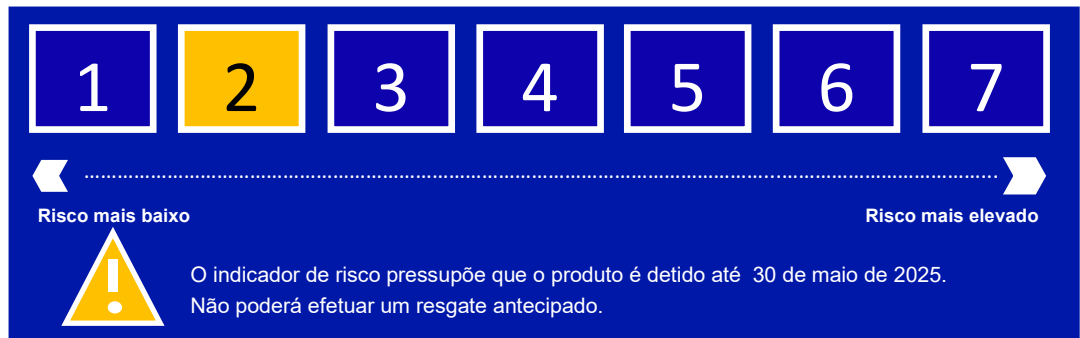 1 2 3 4 5 6 7
Risco mais baixo Risco mais elevado
O indicador de risco pressupõe que o produto é detido até 30 de maio de 2025.
Não poderá efetuar um resgate antecipado.